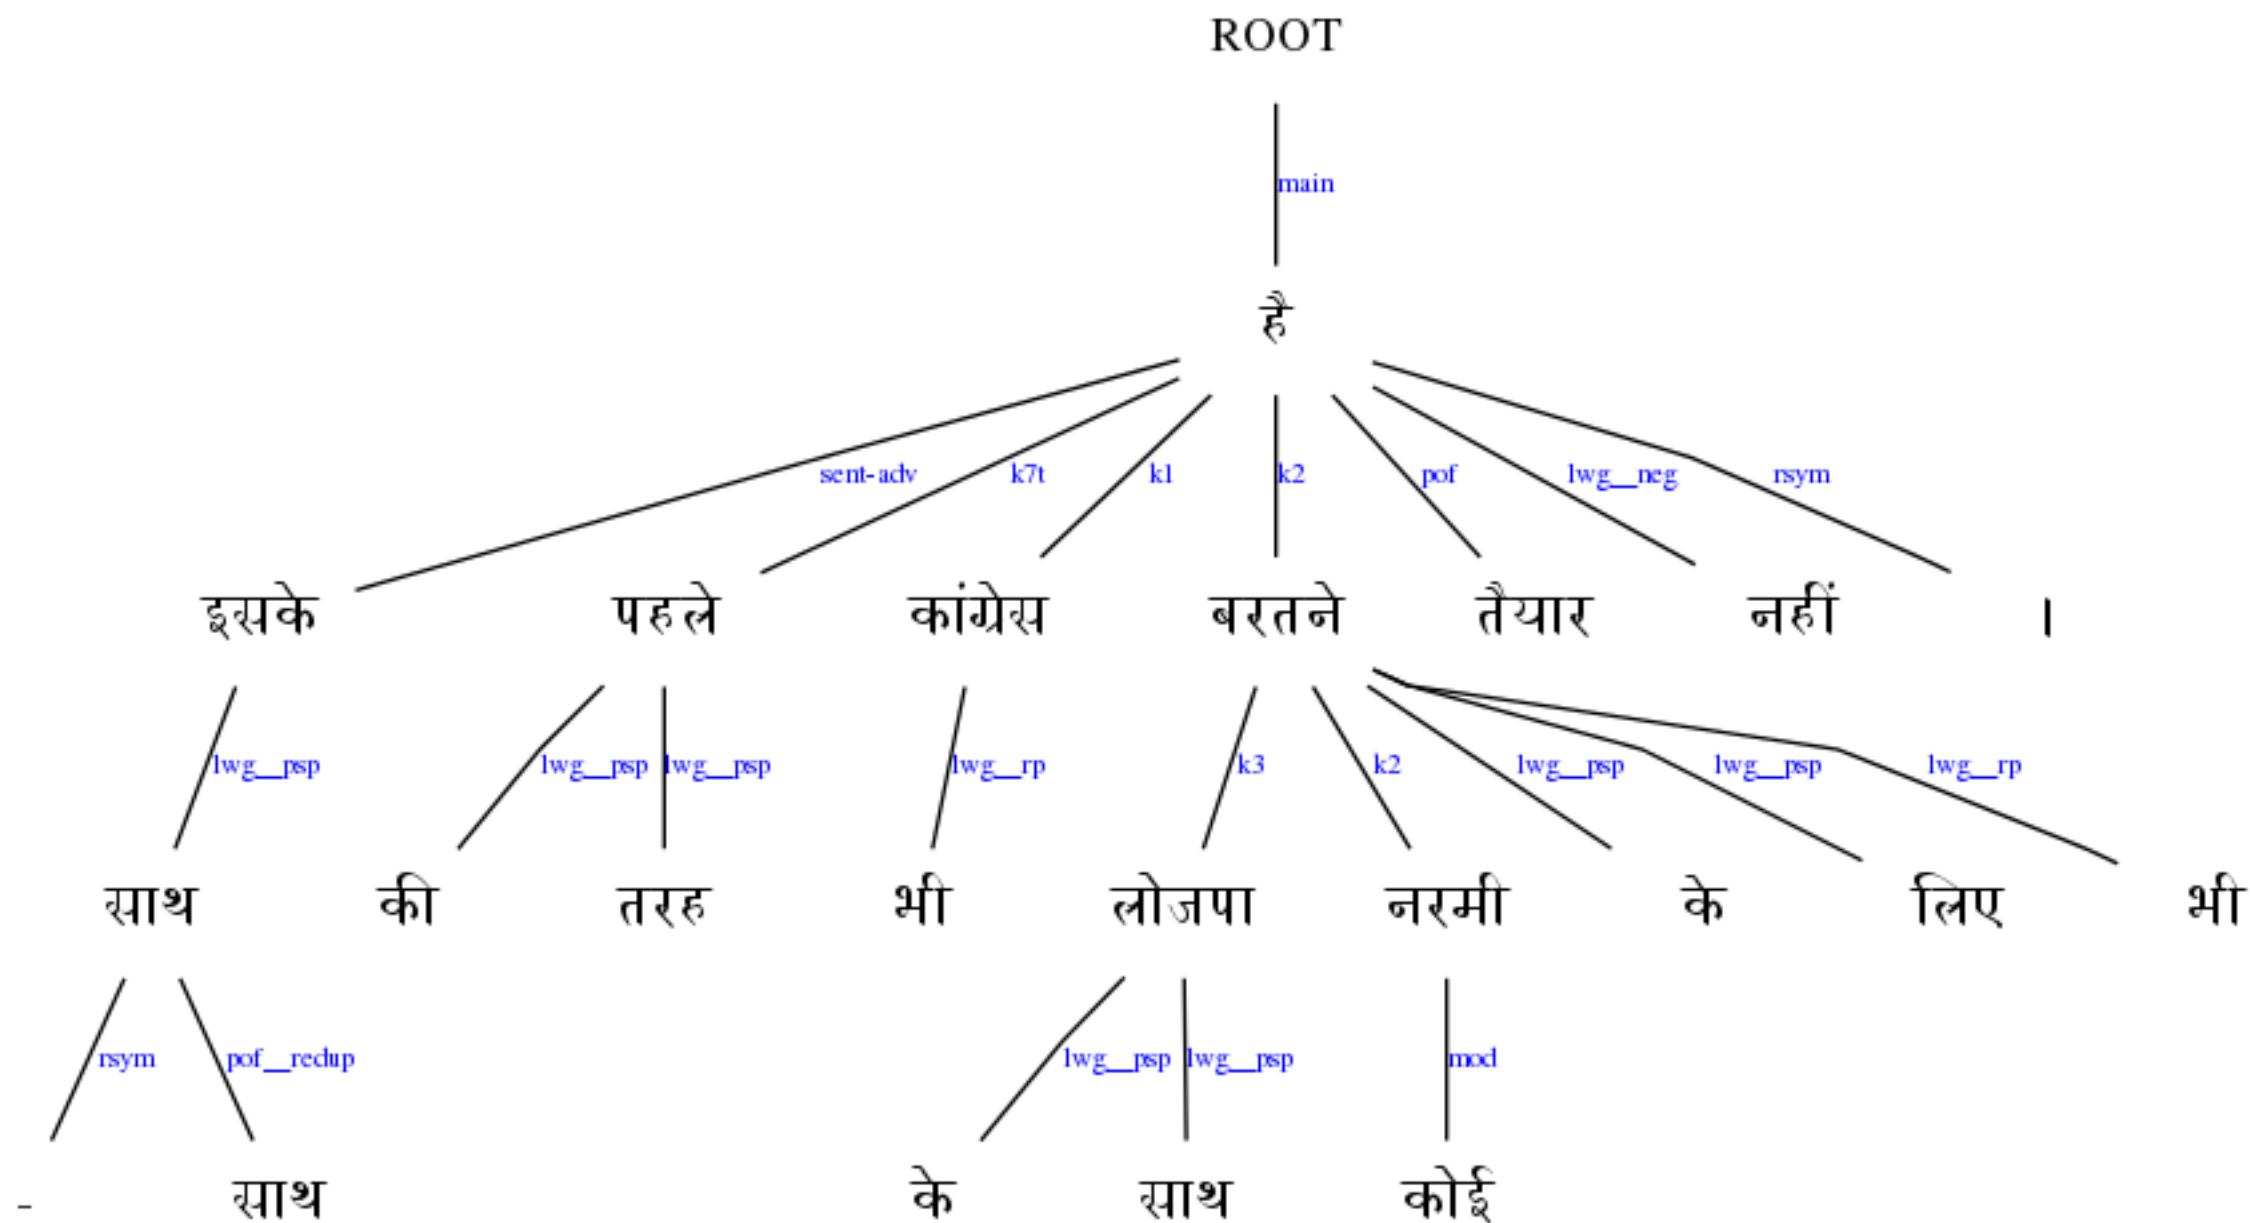 ROOT
main
है
sent-adv k7t k1 k2 pof lwg__neg rsym
इसके पहले कांग्रेस बरतने तैयार नहीं ।
lwg__psp lwg__psp lwg__psp lwg__rp k3 k2 lwg__psp lwg__psp lwg__rp
साथ की तरह भी लोजपा नरमी के लिए भी
rsym pof__redup lwg__psp lwg__psp mod
- साथ के साथ कोई